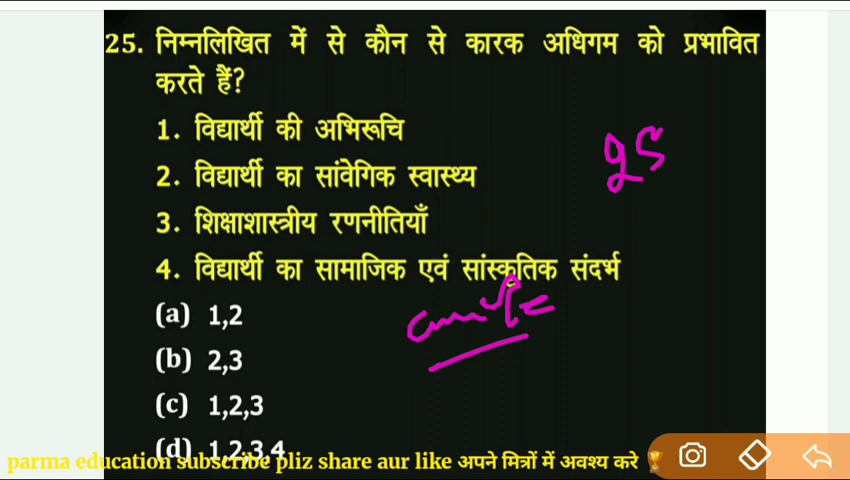 25. निम्नलिखित में से कौन से कारक अधिगम को प्रभावित
करते हैं?
1. विद्यार्थी की अभिरूचि
2. विद्यार्थी का सांवेगिक स्वास्थ्य
25
3. शिक्षाशास्त्रीय रणनीतियाँ
4. विद्यार्थी का सामाजिक एवं सांस्कृतिक संदर्भ
(a) 1,2
(b) 2,3
(c) 1,2,3
(d) 1,2,3,4
parma education subscribe pliz share aur like अपने मित्रों में अवश्य करे 🏆